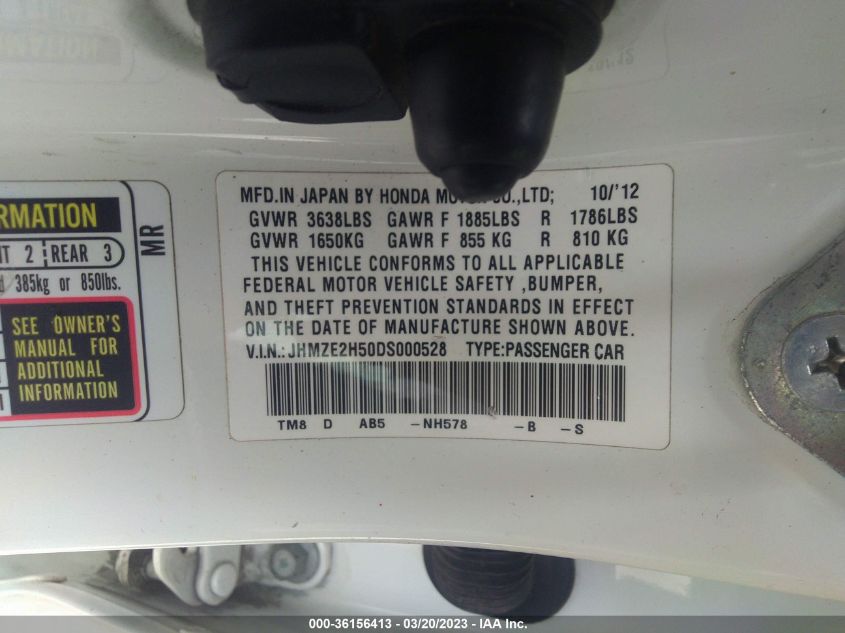 RMATION
IT 2 REAR 3
385kg or 850lbs.
MR
SEE OWNER'S
MANUAL FOR
ADDITIONAL
INFORMATION
MFD.IN JAPAN BY HONDA CO.,LTD; 10/'12
GVWR 3638LBS GAWR F 1885LBS R 1786LBS
GVWR 1650KG GAWR F 855 KG R 810 KG
THIS VEHICLE CONFORMS TO ALL APPLICABLE
FEDERAL MOTOR VEHICLE SAFETY ,BUMPER,
AND THEFT PREVENTION STANDARDS IN EFFECT
ON THE DATE OF MANUFACTURE SHOWN ABOVE.
V.I.N.: JHMZE2H50DS000528 TYPE:PASSENGER CAR
TM8 D AB5 -NH578 -B -S
000-36156413 - 03/20/2023 - IAA Inc.